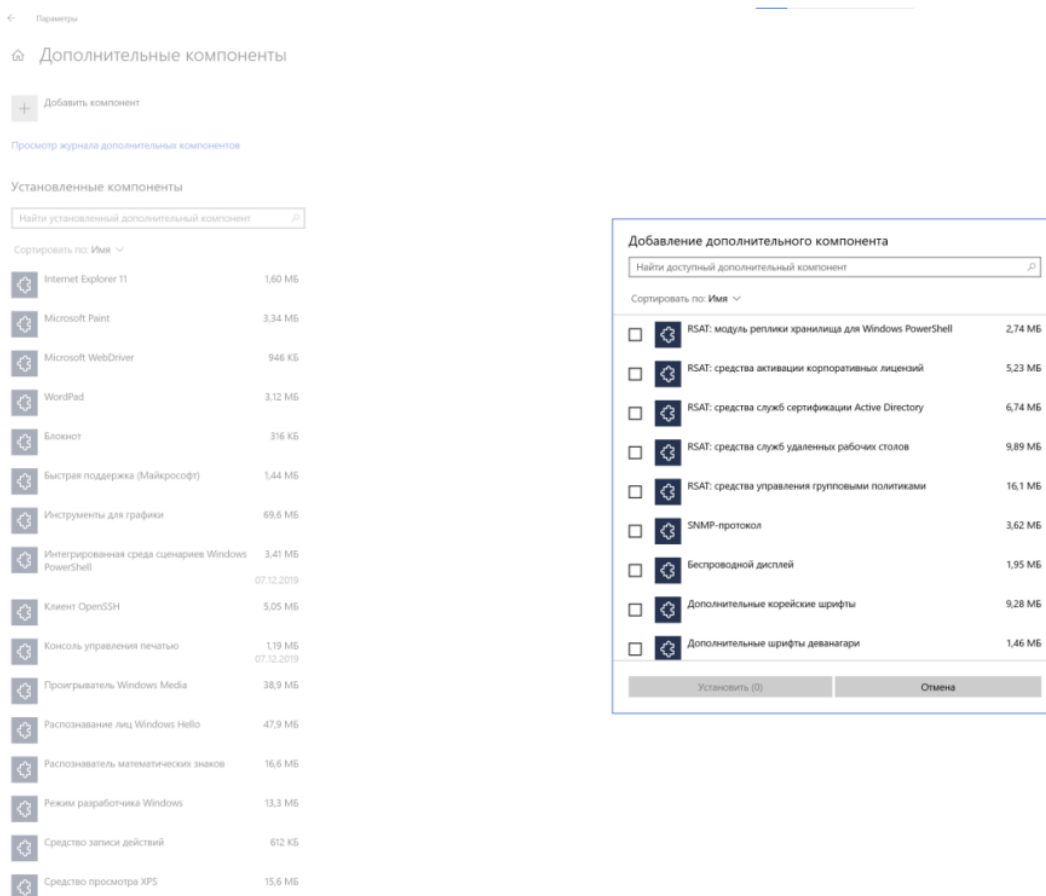 Параметры
Дополнительные компоненты
Добавить компонент
Просмотр журнала дополнительных компонентов
Установленные компоненты
Найти установленный дополнительный компонент
Сортировать по: Имя
Internet Explorer 11 1,60 МБ
Microsoft Paint 3,34 МБ
Microsoft WebDriver 946 КБ
WordPad 3,12 МБ
Блокнот 316 КБ
Быстрая поддержка (Майкрософт) 1,44 МБ
Инструменты для графики 69,6 МБ
Интегрированная среда сценариев Windows 3,41 МБ
PowerShell
07.12.2019
Клиент OpenSSH 5,05 МБ
Консоль управления печатью 1,19 МБ
07.12.2019
Проигрыватель Windows Media 38,9 МБ
Распознавание лиц Windows Hello 47,9 МБ
Распознаватель математических знаков 16,6 МБ
Режим разработчика Windows 13,3 МБ
Средство записи действий 612 КБ
Средство просмотра XPS 15,6 МБ
Добавление дополнительного компонента
Найти доступный дополнительный компонент
Сортировать по: Имя
RSAT: модуль реплики хранилища для Windows PowerShell 2,74 МБ
RSAT: средства активации корпоративных лицензий 5,23 МБ
RSAT: средства служб сертификации Active Directory 6,74 МБ
RSAT: средства служб удаленных рабочих столов 9,89 МБ
RSAT: средства управления групповыми политиками 16,1 МБ
SNMP-протокол 3,62 МБ
Беспроводной дисплей 1,95 МБ
Дополнительные корейские шрифты 9,28 МБ
Дополнительные шрифты деванагари 1,46 МБ
Установить (0) Отмена